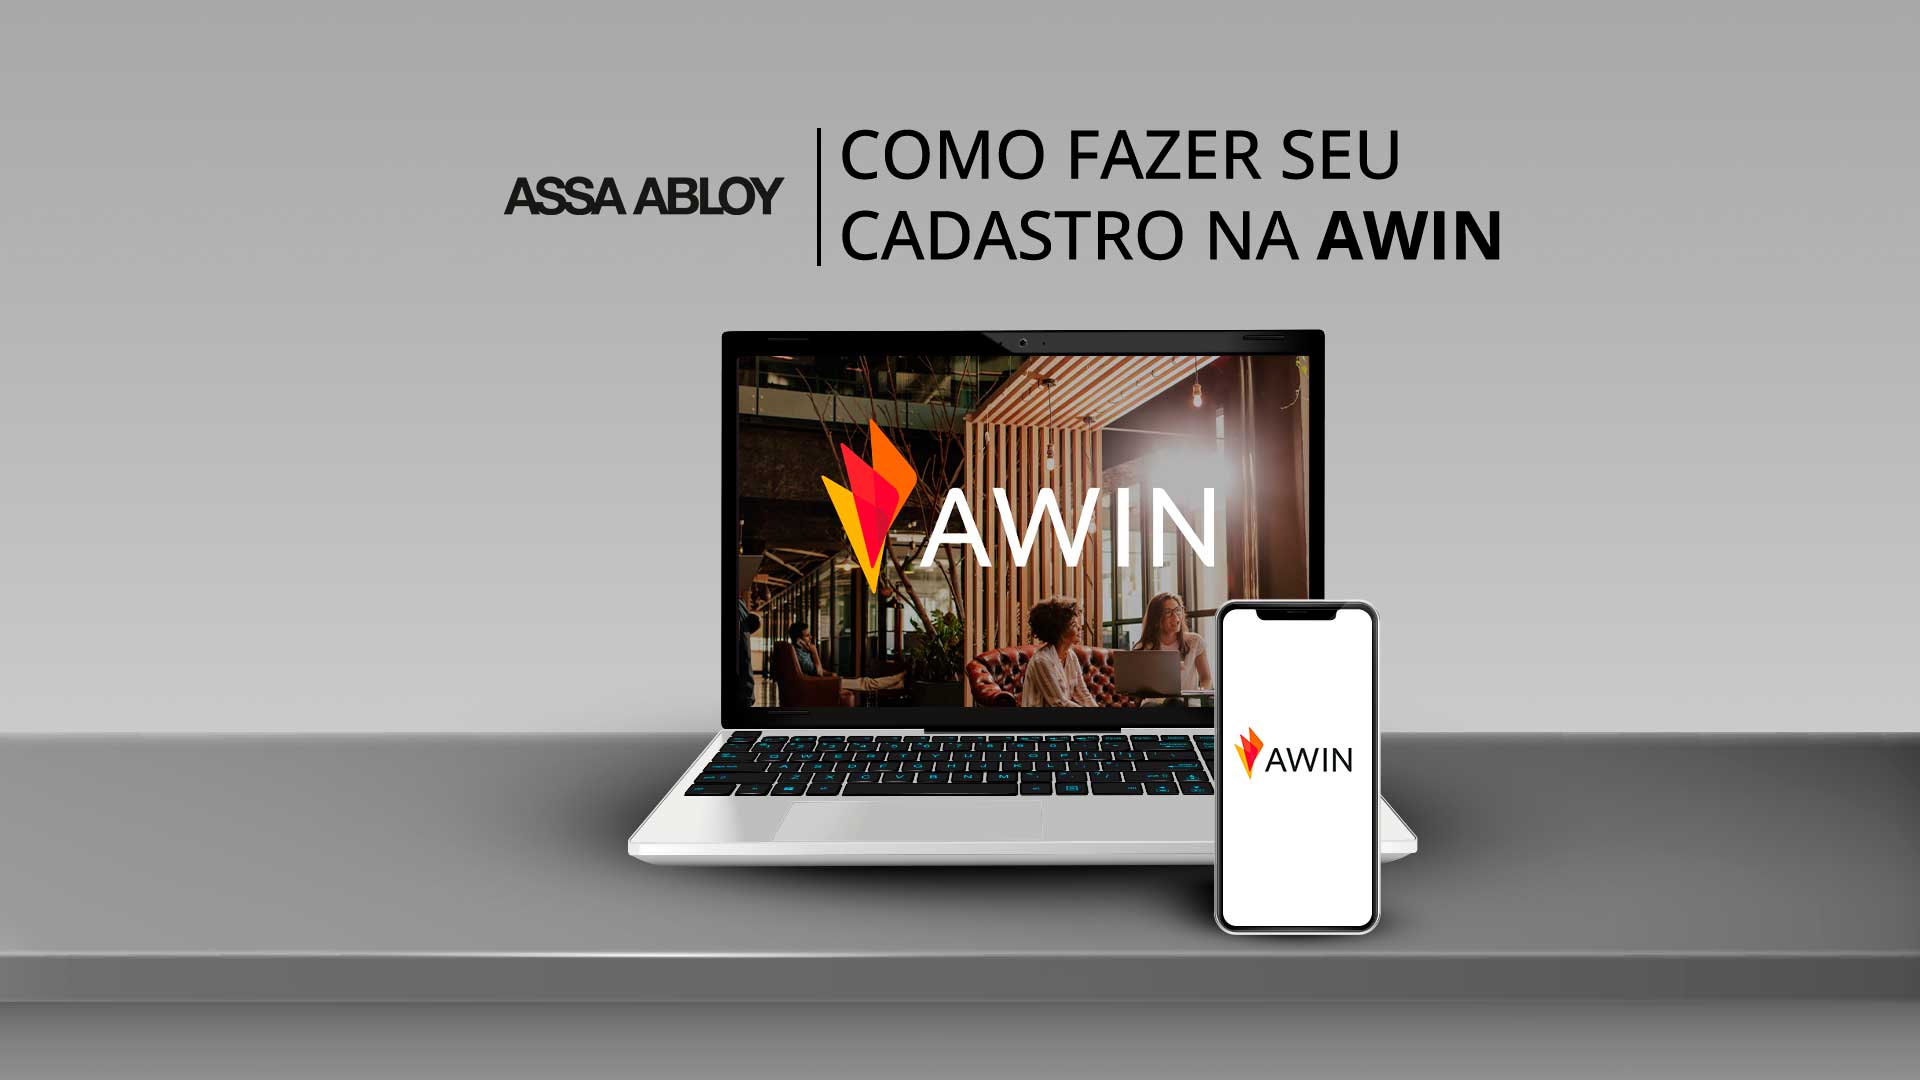 ASSA ABLOY
COMO FAZER SEU
CADASTRO NA AWIN
AWIN
AWIN